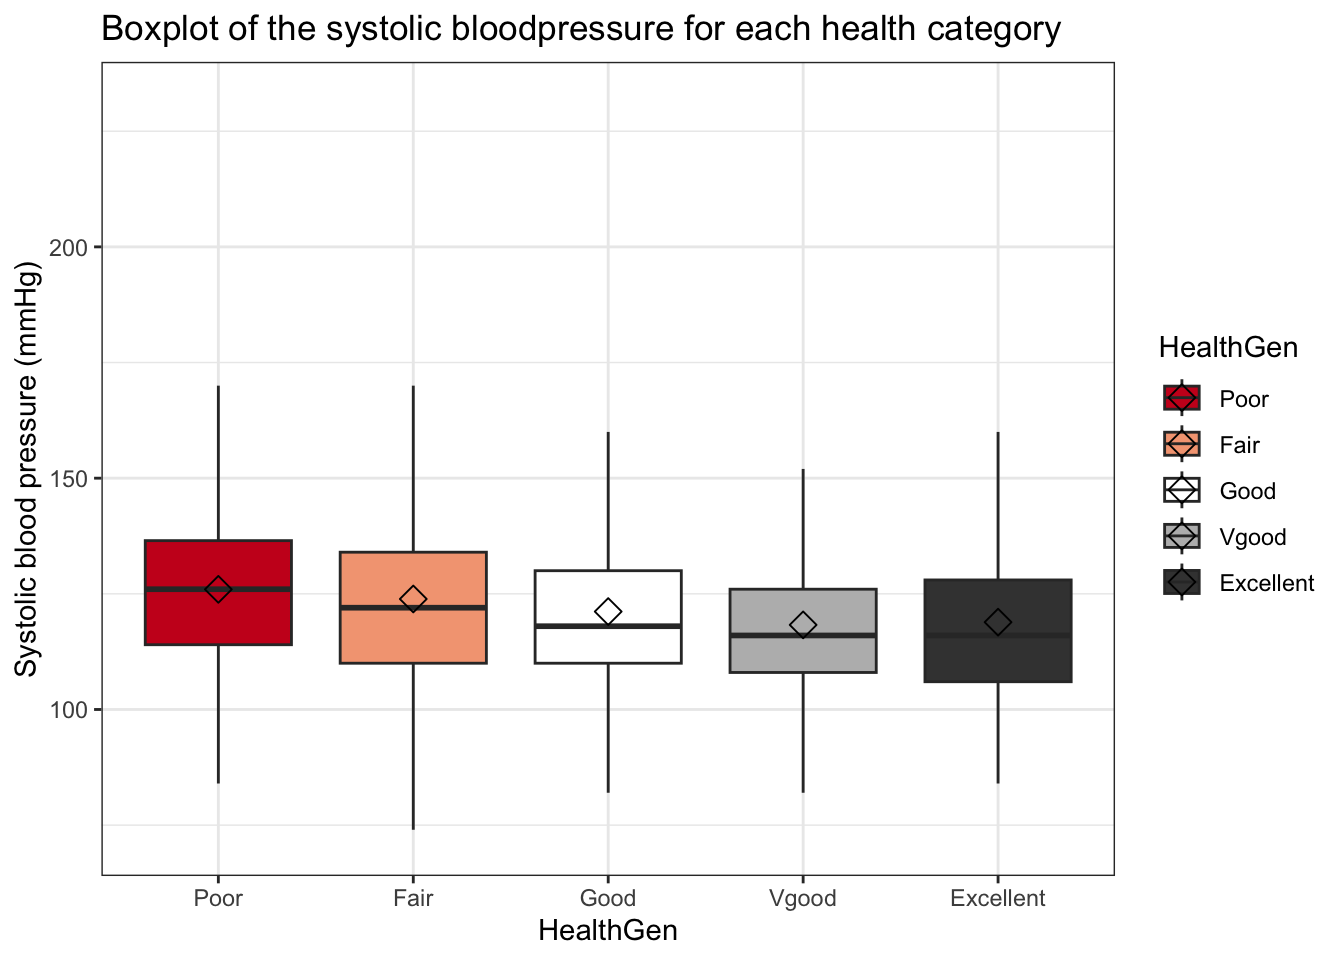 Boxplot of the systolic bloodpressure for each health category
Systolic blood pressure (mmHg)
200
150
100
Poor
Fair
Good
Vgood
Excellent
HealthGen
HealthGen
Poor
Fair
Good
Vgood
Excellent